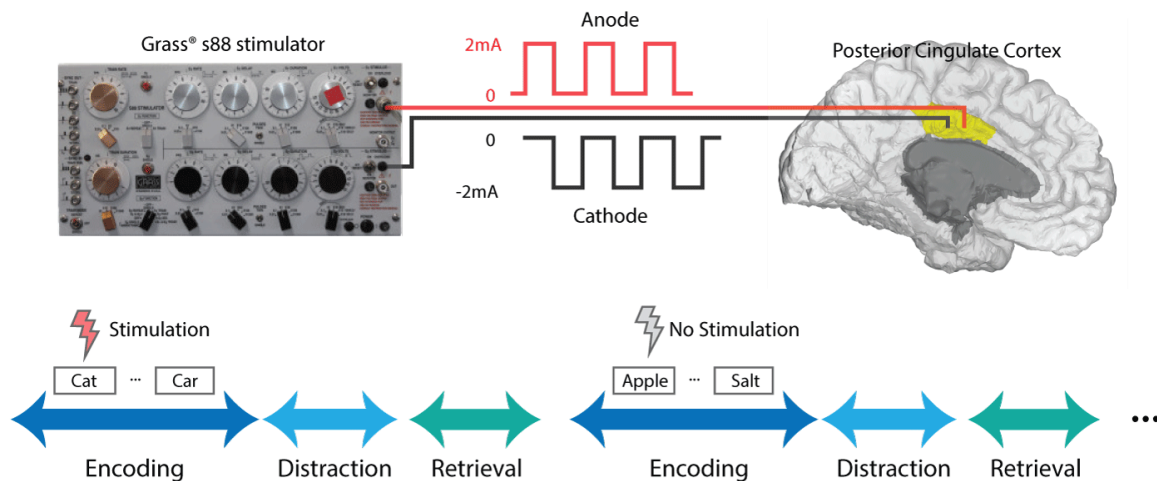 Grass® s88 stimulator
Anode
2mA
0
Posterior Cingulate Cortex
0
-2mA
Cathode
GRASS
Stimulation
No Stimulation
Cat ... Car
Apple ... Salt
...
Encoding Distraction Retrieval Encoding Distraction Retrieval